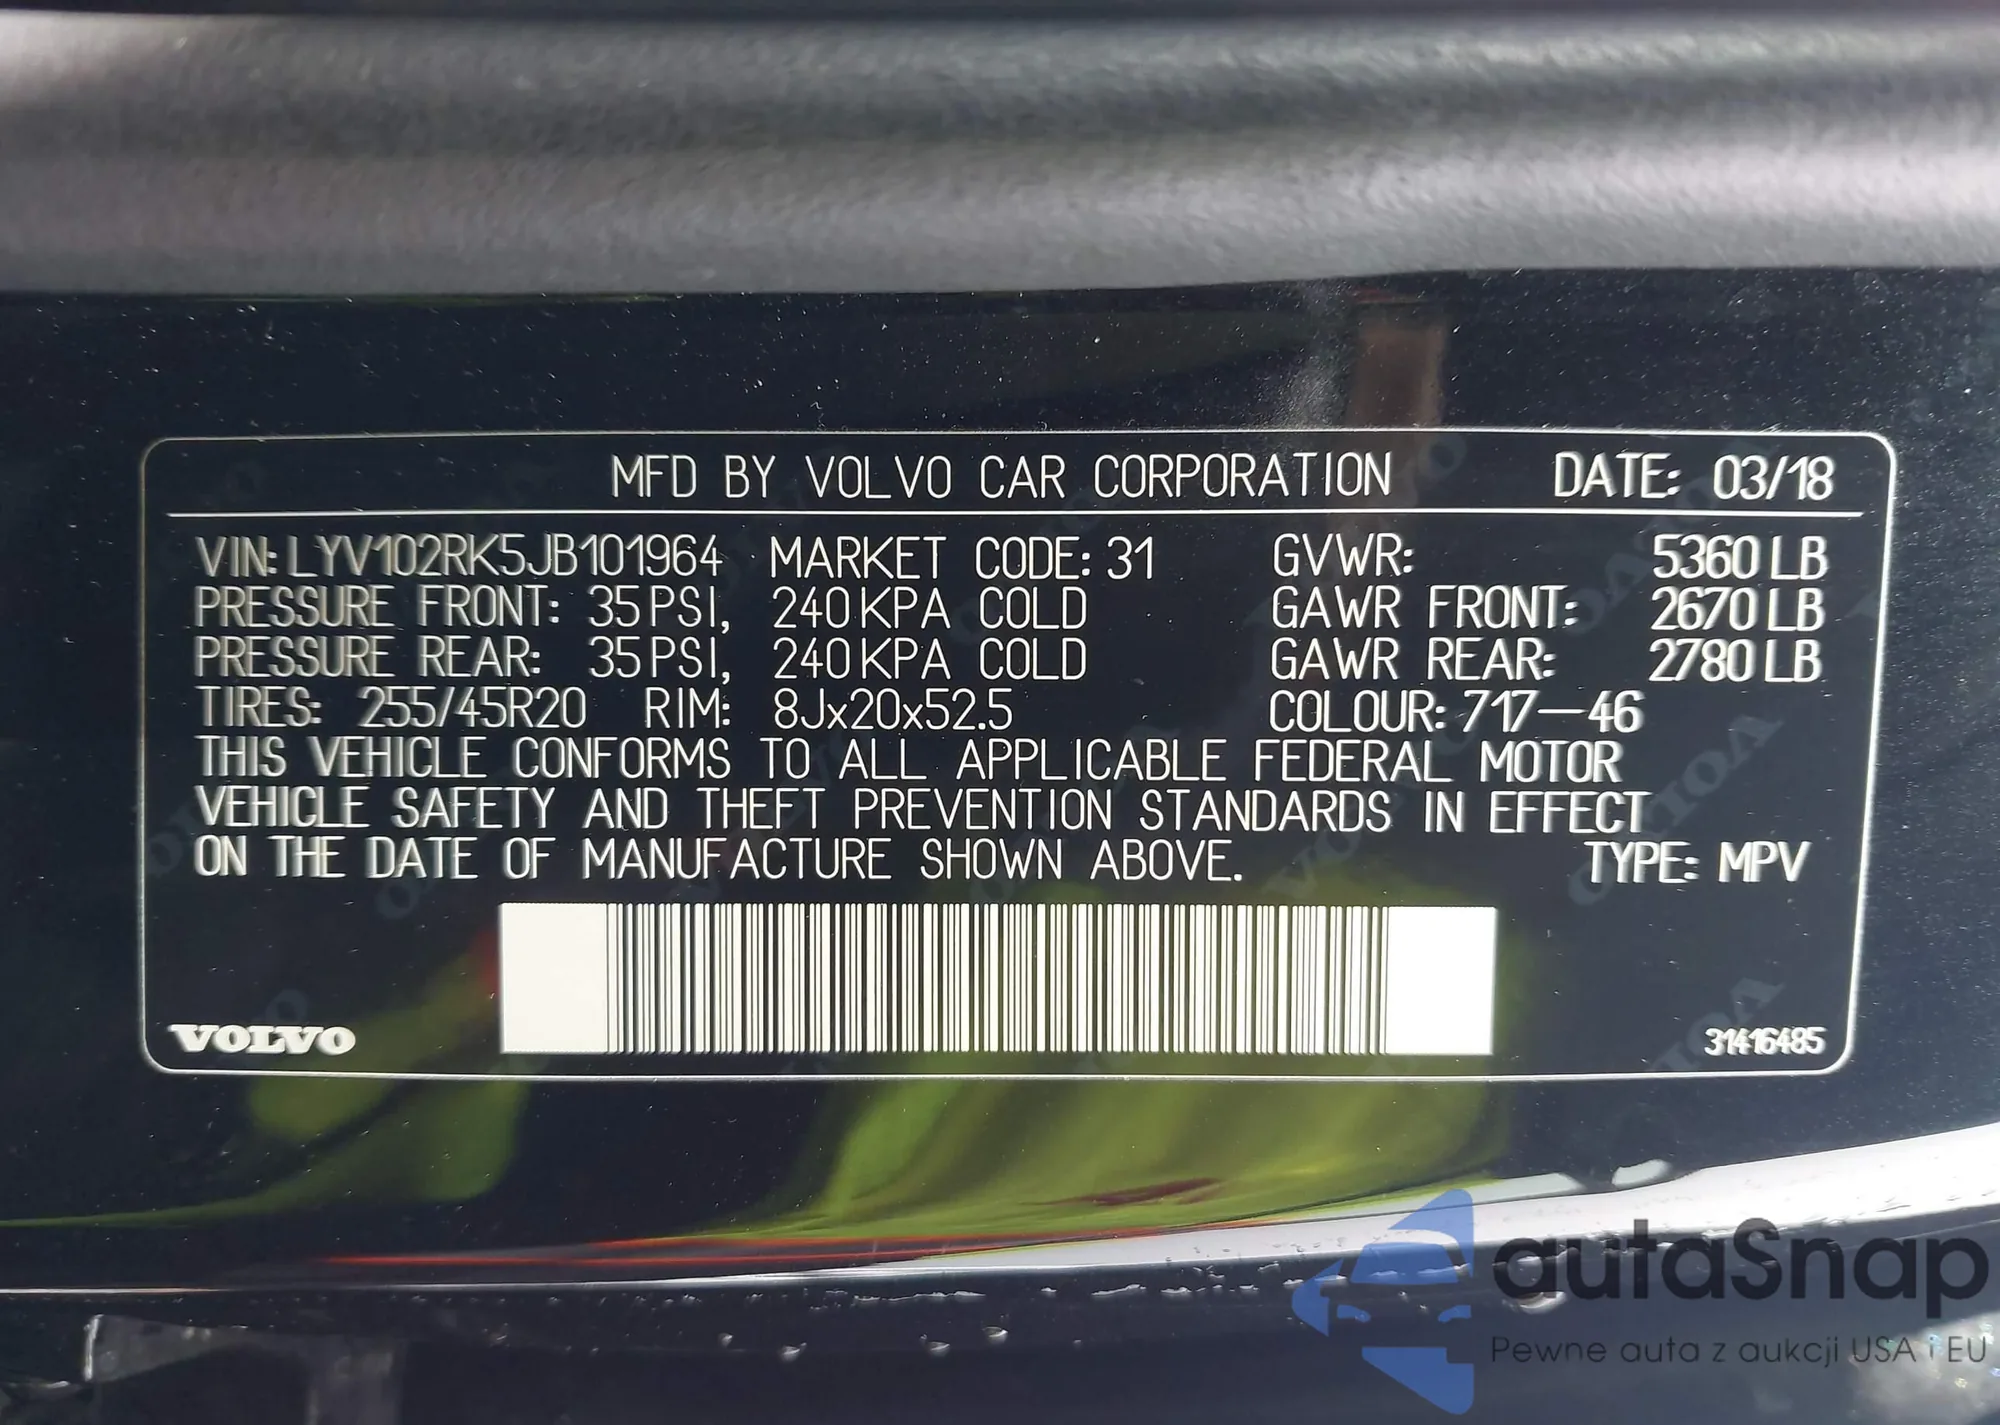 MFD BY VOLVO CAR CORPORATION DATE: 03/18
VIN: LYV102RK5JB101964 MARKET CODE: 31 GVWR: 5360 LB
PRESSURE FRONT: 35 PSI, 240 KPA COLD GAWR FRONT: 2670 LB
PRESSURE REAR: 35 PSI, 240 KPA COLD GAWR REAR: 2780 LB
TIRES: 255/45R20 RIM: 8Jx20x52.5 COLOUR: 717-46
THIS VEHICLE CONFORMS TO ALL APPLICABLE FEDERAL MOTOR
VEHICLE SAFETY AND THEFT PREVENTION STANDARDS IN EFFECT
ON THE DATE OF MANUFACTURE SHOWN ABOVE. TYPE: MPV
VOLVO 31416485
autaSnap
Pewne auta z aukcji USA i EU